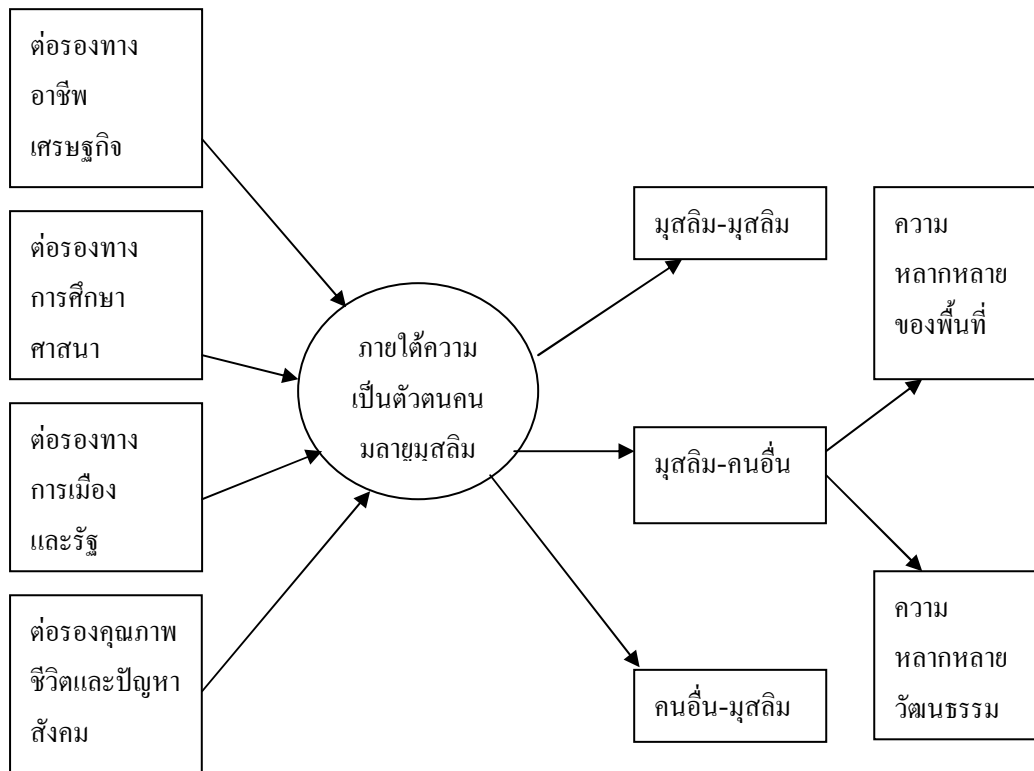 ต่อรองทาง
อาชีพ
เศรษฐกิจ
ต่อรองทาง
การศึกษา
ศาสนา
ต่อรองทาง
การเมือง
และรัฐ
ต่อรองคุณภาพ
ชีวิตและปัญหา
สังคม
ภายใต้ความ
เป็นตัวตนคน
มลายูมุสลิม
มุสลิม-มุสลิม
มุสลิม-คนอื่น
คนอื่น-มุสลิม
ความ
หลากหลาย
ของพื้นที่
ความ
หลากหลาย
วัฒนธรรม